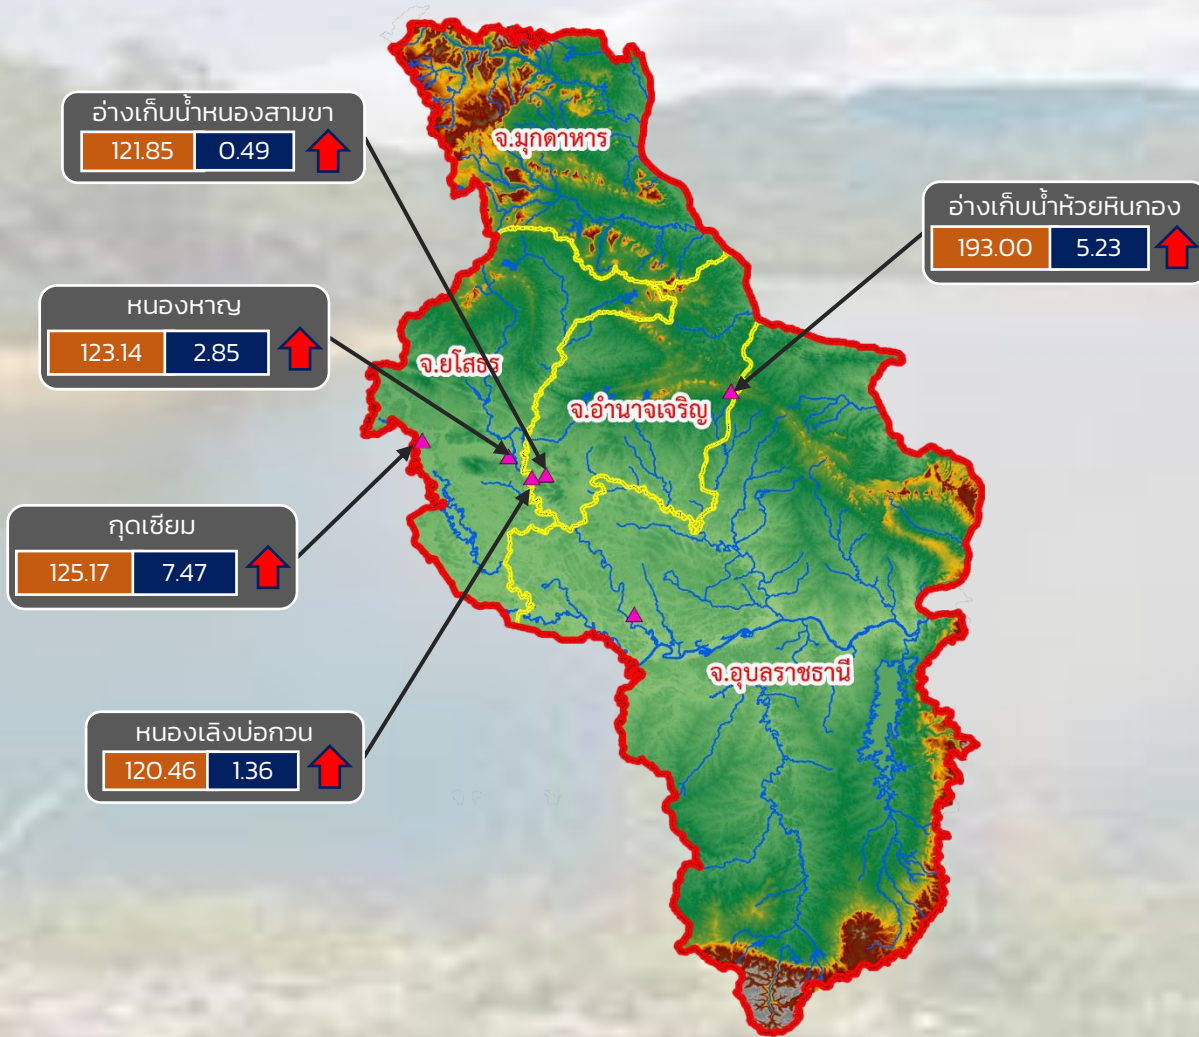 อ่างเก็บน้ำหนองสามขา
121.85 0.49
จ.มุกดาหาร
อ่างเก็บน้ำห้วยหินกอง
193.00 5.23
หนองหาญ
123.14 2.85
จ.ยโสธร
จ.อำนาจเจริญ
กุดเซียม
125.17 7.47
จ.อุบลราชธานี
หนองเลิงบ่อกวน
120.46 1.36